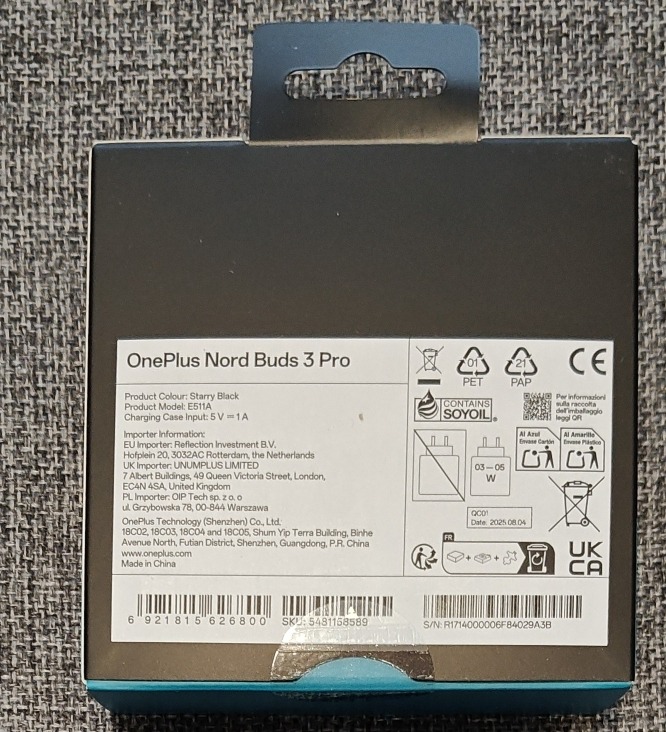 OnePlus Nord Buds 3 Pro
Product Colour: Starry Black
Product Model: E511A
Charging Case Input: 5 V ⎓ 1 A
Importer Information:
EU Importer: Reflection Investment B.V.
Hofplein 20, 3032AC Rotterdam, the Netherlands
UK Importer: UNUMPLUS LIMITED
7 Albert Buildings, 49 Queen Victoria Street, London,
EC4N 4SA, United Kingdom
PL Importer: OIP Tech sp. z o. o
ul. Grzybowska 78, 00-844 Warszawa
OnePlus Technology (Shenzhen) Co., Ltd.
18C02, 18C03, 18C04 and 18C05, Shum Yip Terra Building, Binhe
Avenue North, Futian District, Shenzhen, Guangdong, P.R. China
www.oneplus.com
Made in China
01
PET
21
PAP
CE
CONTAINS
SOYOIL®
Per informazioni
sulla raccolta
dell'imballaggio
leggi QR
03 – 05
W
Al Azul
Envase Cartón
Al Amarillo
Envase Plástico
QC01
Date: 2025.08.04
FR
UK
CA
6 921815 626800
SKU: 5481158589
S/N: R1714000006F84029A3B